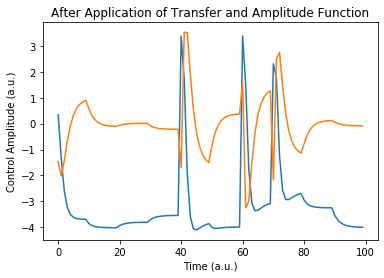 After Application of Transfer and Amplitude Function
Control Amplitude (a.u.)
3
2
1
0
−1
−2
−3
−4
0 20 40 60 80 100
Time (a.u.)